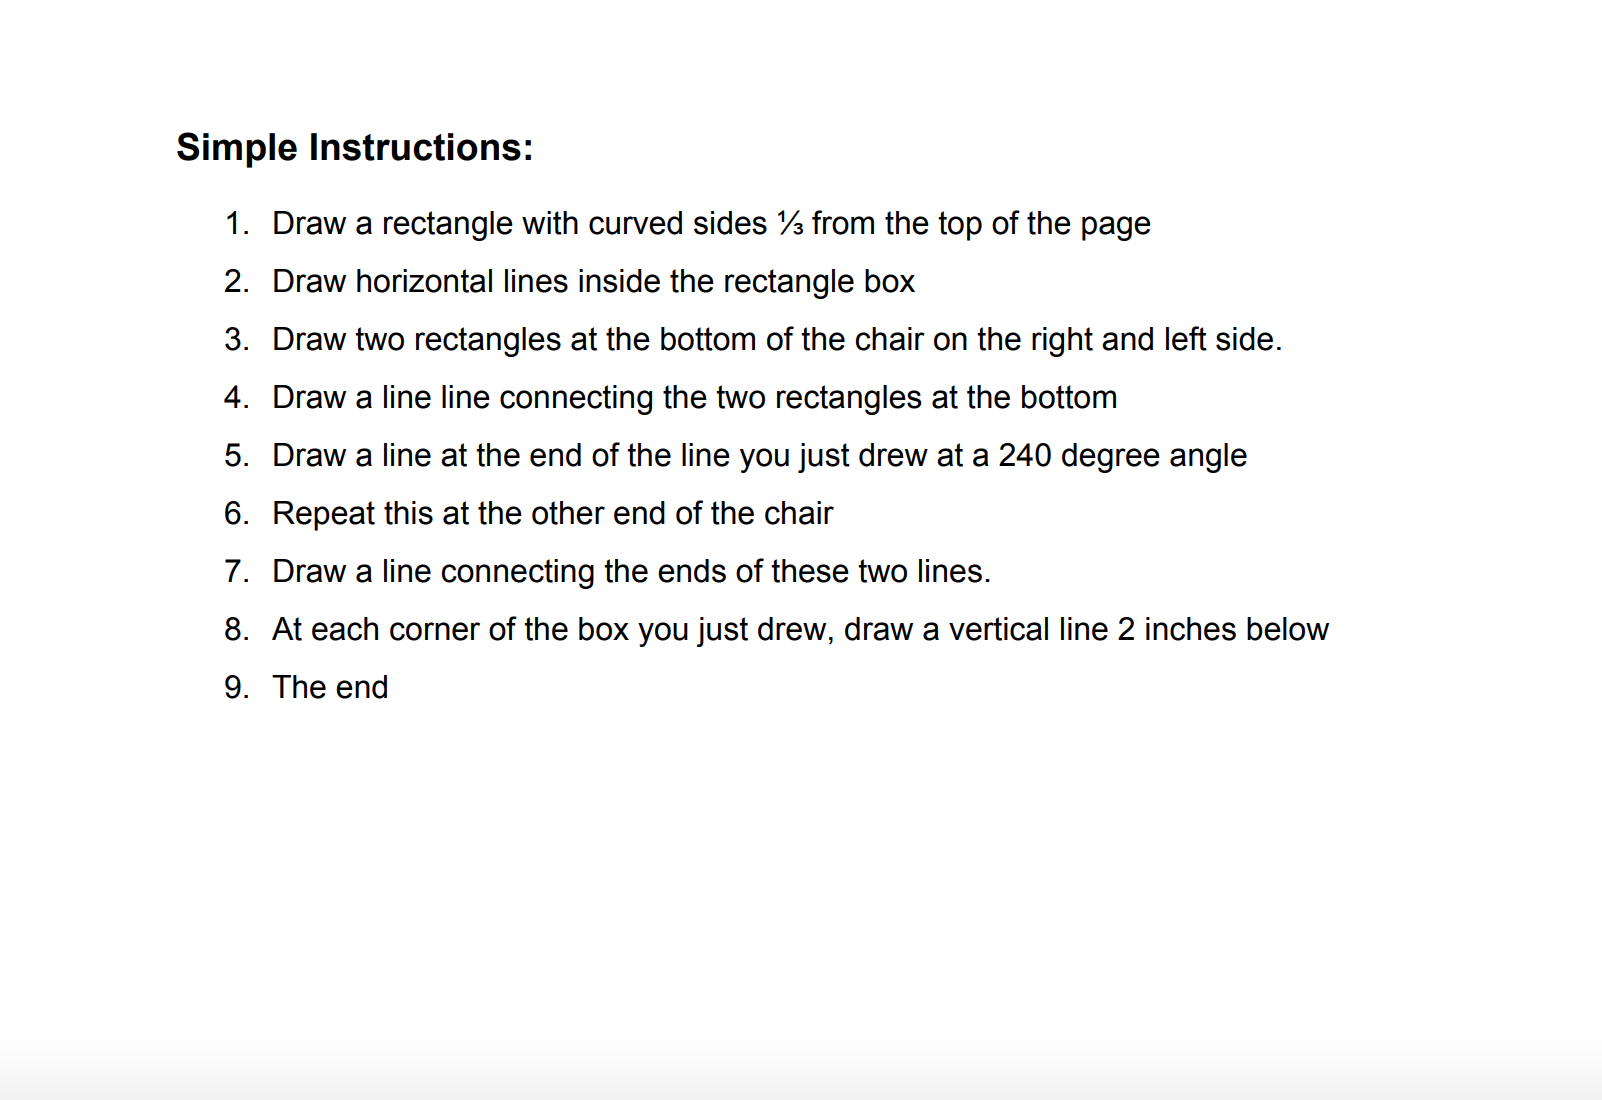 Simple Instructions:
1. Draw a rectangle with curved sides ⅓ from the top of the page
2. Draw horizontal lines inside the rectangle box
3. Draw two rectangles at the bottom of the chair on the right and left side.
4. Draw a line line connecting the two rectangles at the bottom
5. Draw a line at the end of the line you just drew at a 240 degree angle
6. Repeat this at the other end of the chair
7. Draw a line connecting the ends of these two lines.
8. At each corner of the box you just drew, draw a vertical line 2 inches below
9. The end